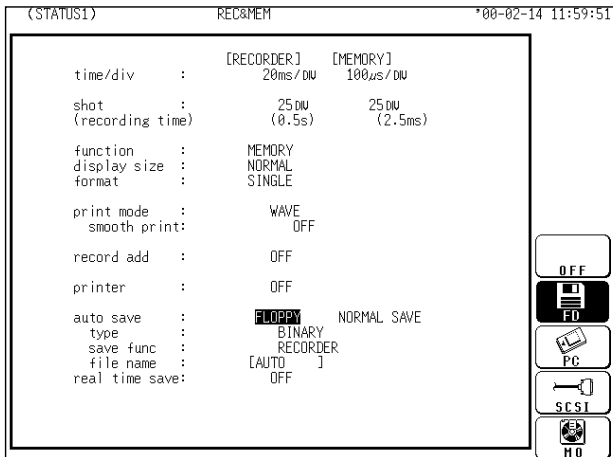 (STATUS1) REC&MEM '00-02-14 11:59:51
[RECORDER] [MEMORY]
time/div : 20ms/DIV 100µs/DIV
shot : 25DIV 25DIV
(recording time) (0.5s) (2.5ms)
function : MEMORY
display size : NORMAL
format : SINGLE
print mode : WAVE
smooth print: OFF
record add : OFF
printer : OFF
auto save : FLOPPY NORMAL SAVE
type : BINARY
save func : RECORDER
file name : [AUTO ]
real time save: OFF
OFF
FD
PC
SCSI
MO